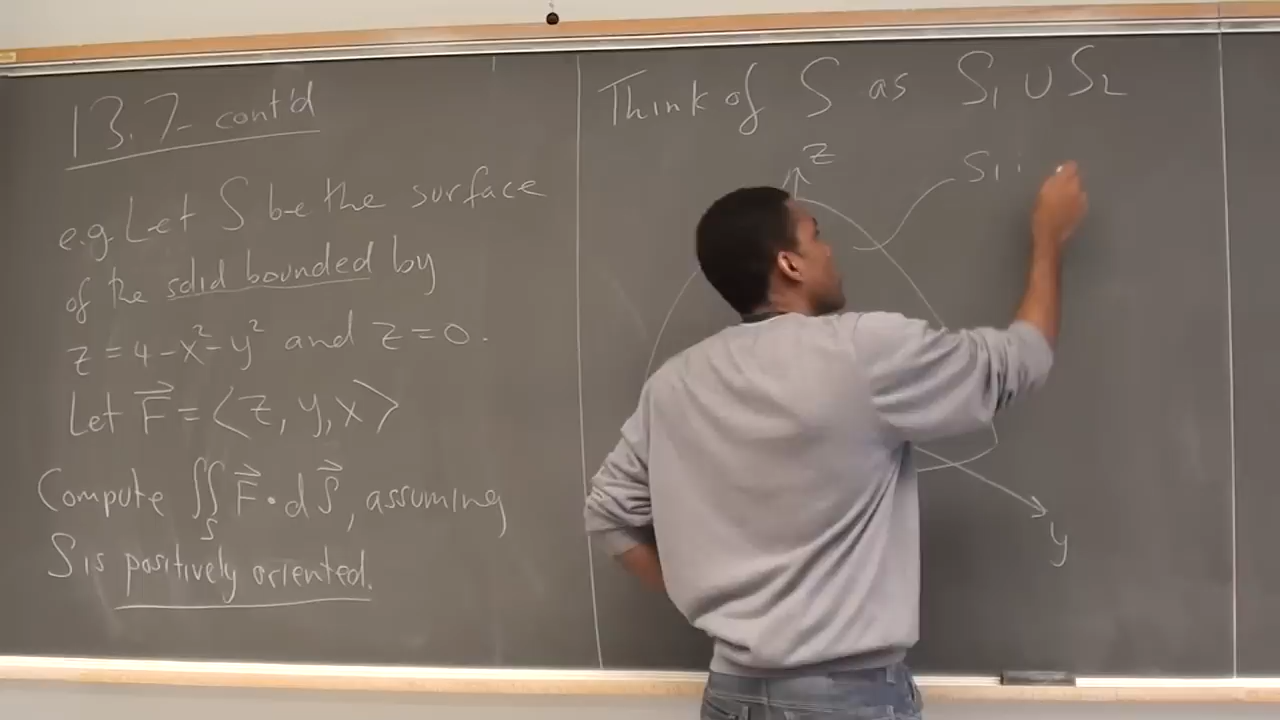 13.7 - cont'd
e.g. Let S be the surface
of the solid bounded by
z = 4 - x² - y² and z = 0.
Let F⃗ = ⟨z, y, x⟩
Compute ∬_S F⃗ • dS⃗, assuming
S is positively oriented.
Think of S as S₁ ∪ S₂
z
S₁ :
y